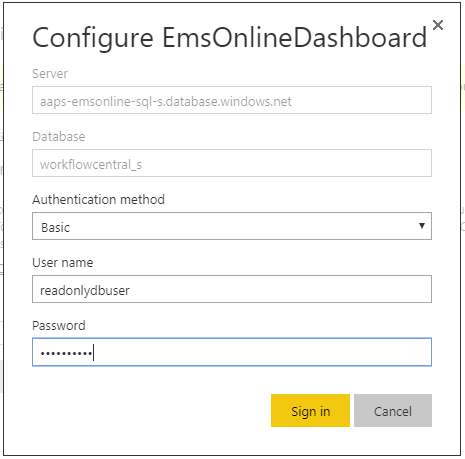 Configure EmsOnlineDashboard
Server
aaps-emsonline-sql-s.database.windows.net
Database
workflowcentral_s
Authentication method
Basic
User name
readonlydbuser
Password
••••••••••
Sign in
Cancel